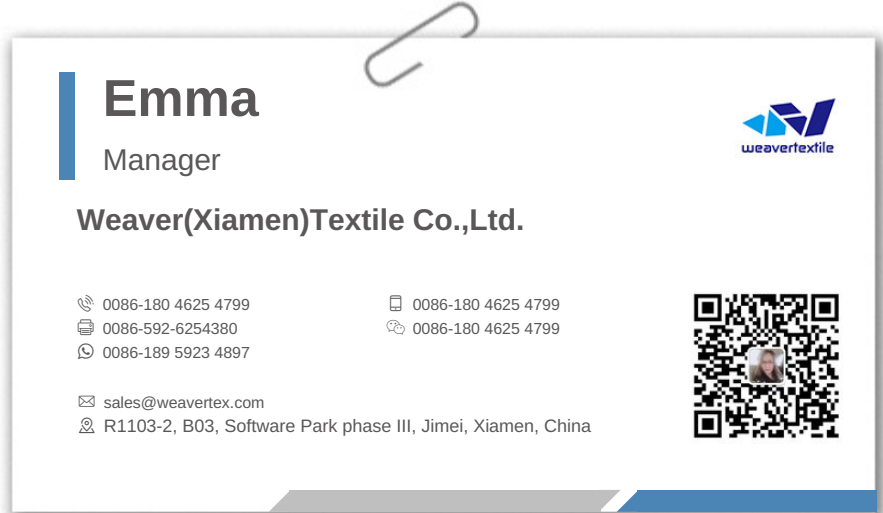 Emma
Manager
weavertextile
Weaver(Xiamen)Textile Co.,Ltd.
0086-180 4625 4799
0086-180 4625 4799
0086-592-6254380
0086-180 4625 4799
0086-189 5923 4897
sales@weavertex.com
R1103-2, B03, Software Park phase III, Jimei, Xiamen, China